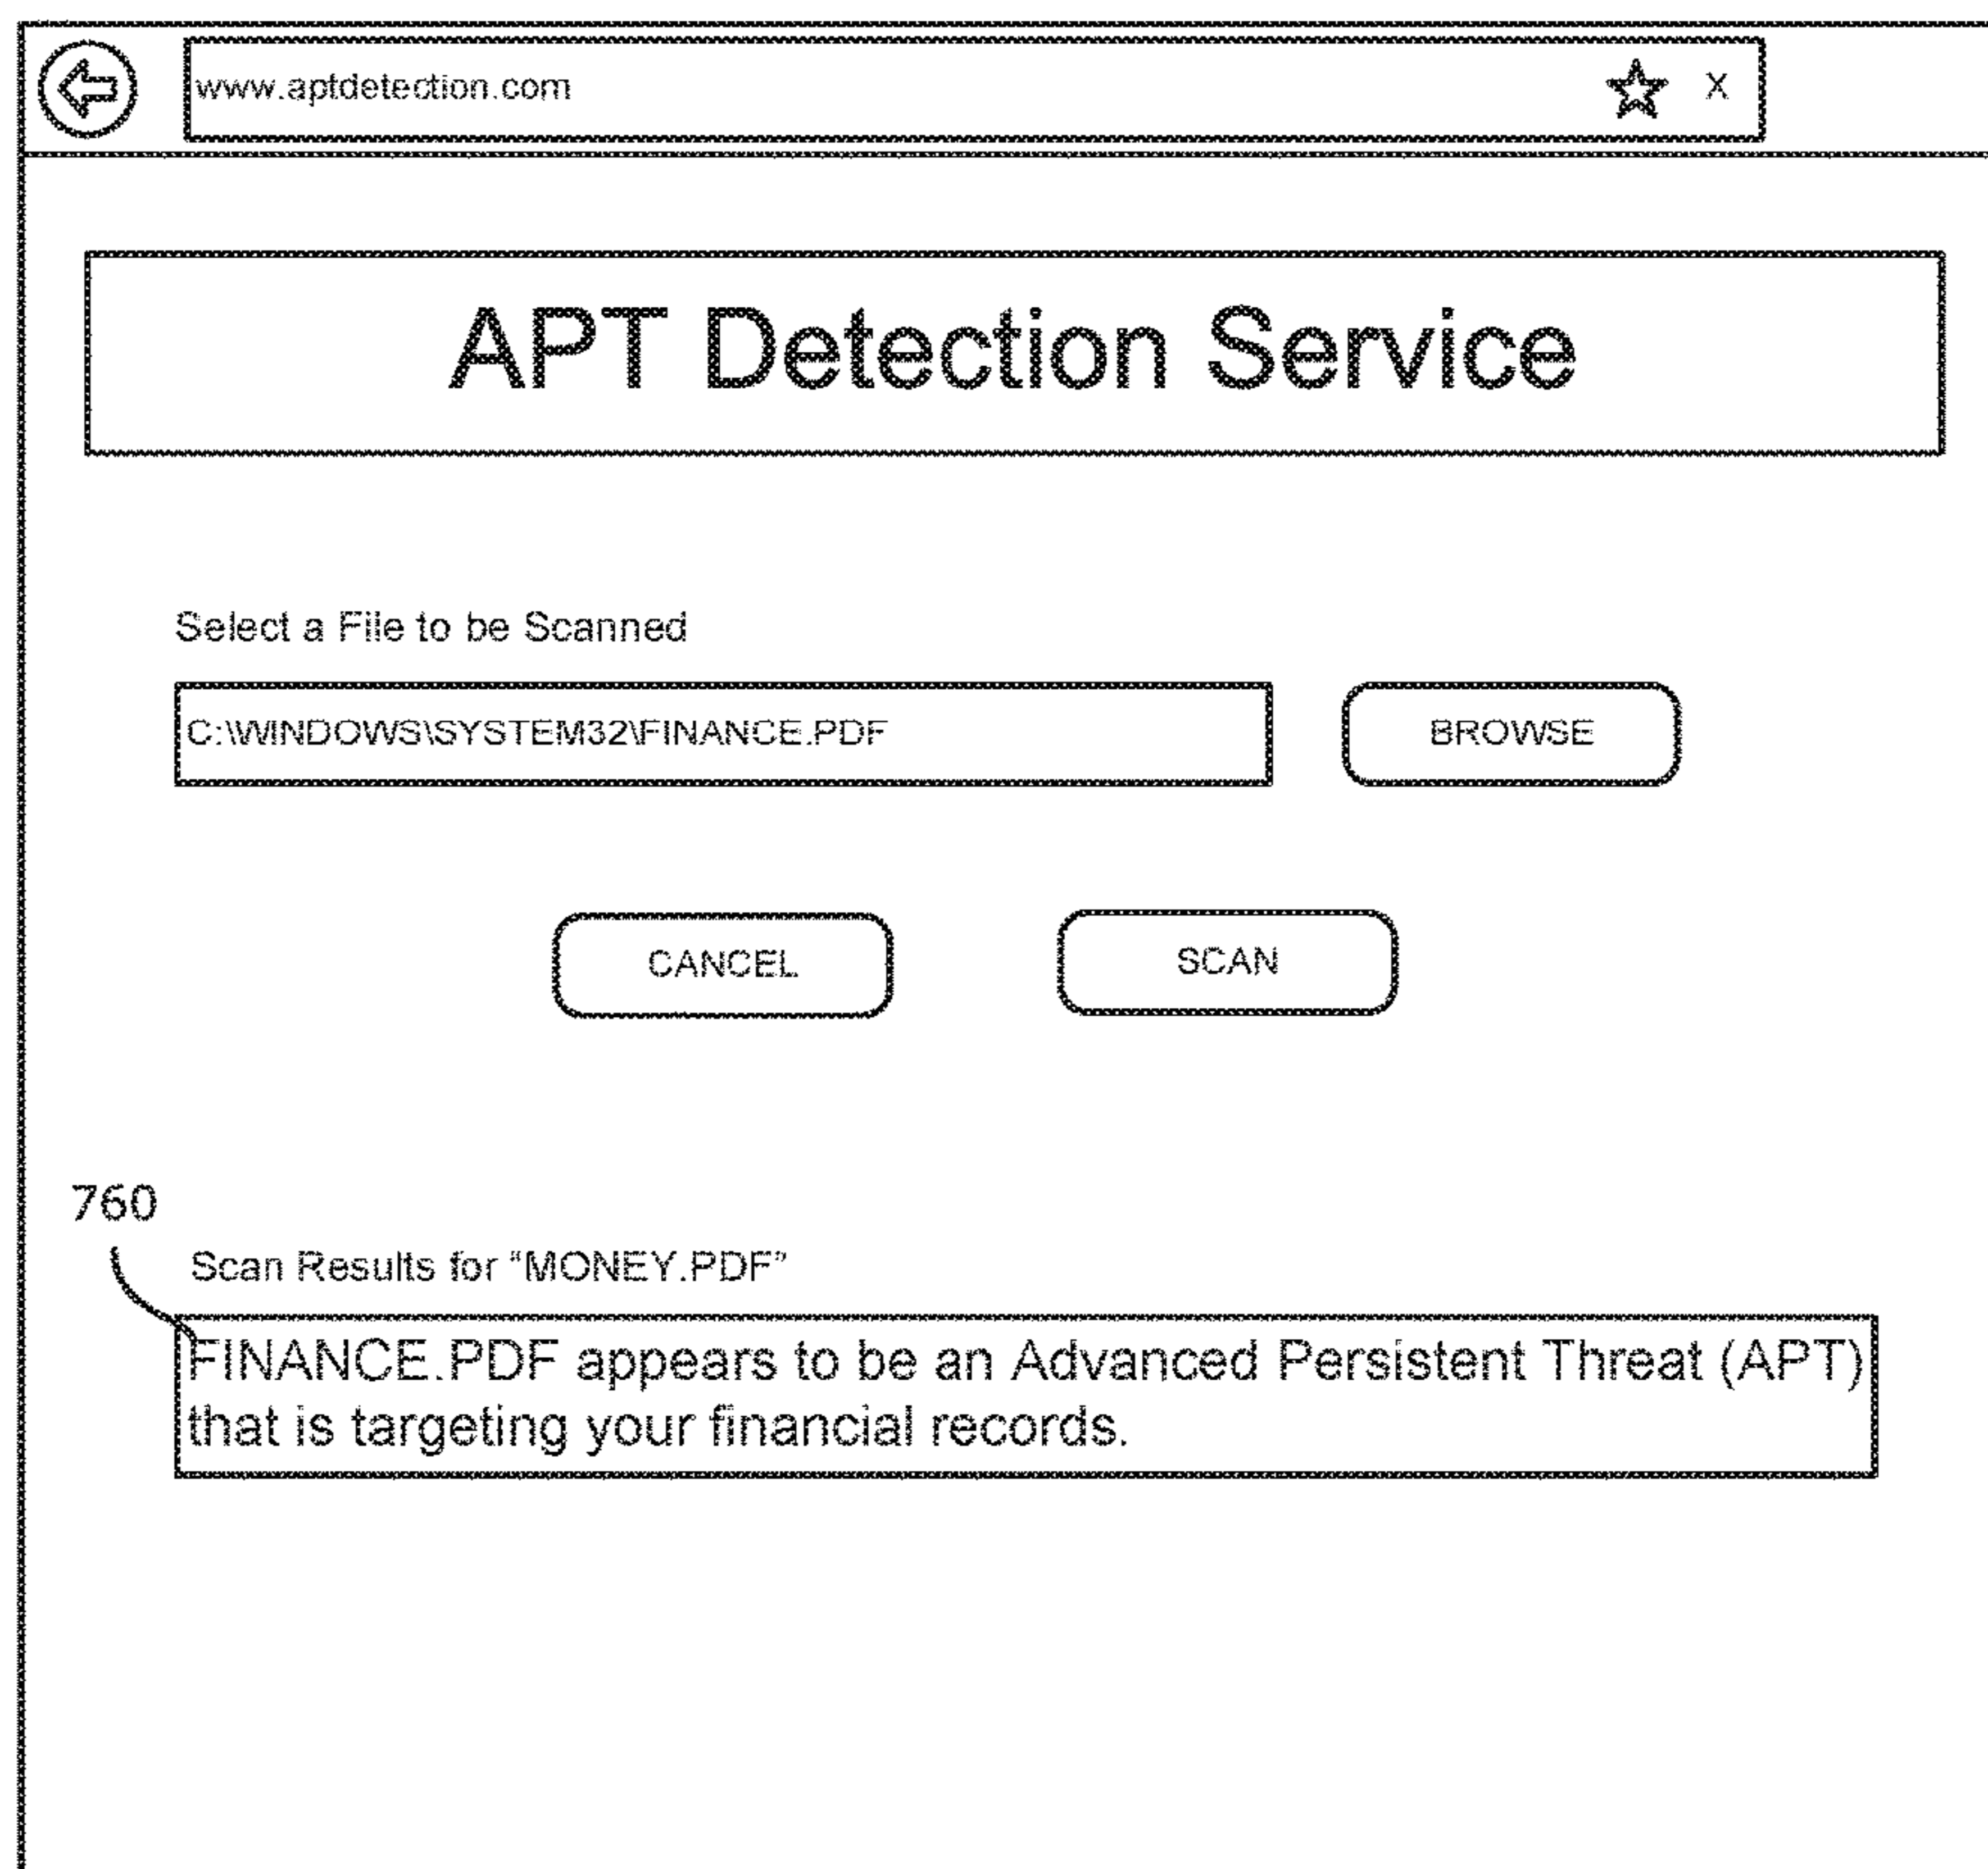 www.aptdetection.com X
APT Detection Service
Select a File to be Scanned
C:\WINDOWS\SYSTEM32\FINANCE.PDF BROWSE
CANCEL SCAN
760
Scan Results for “MONEY.PDF”
FINANCE.PDF appears to be an Advanced Persistent Threat (APT)
that is targeting your financial records.